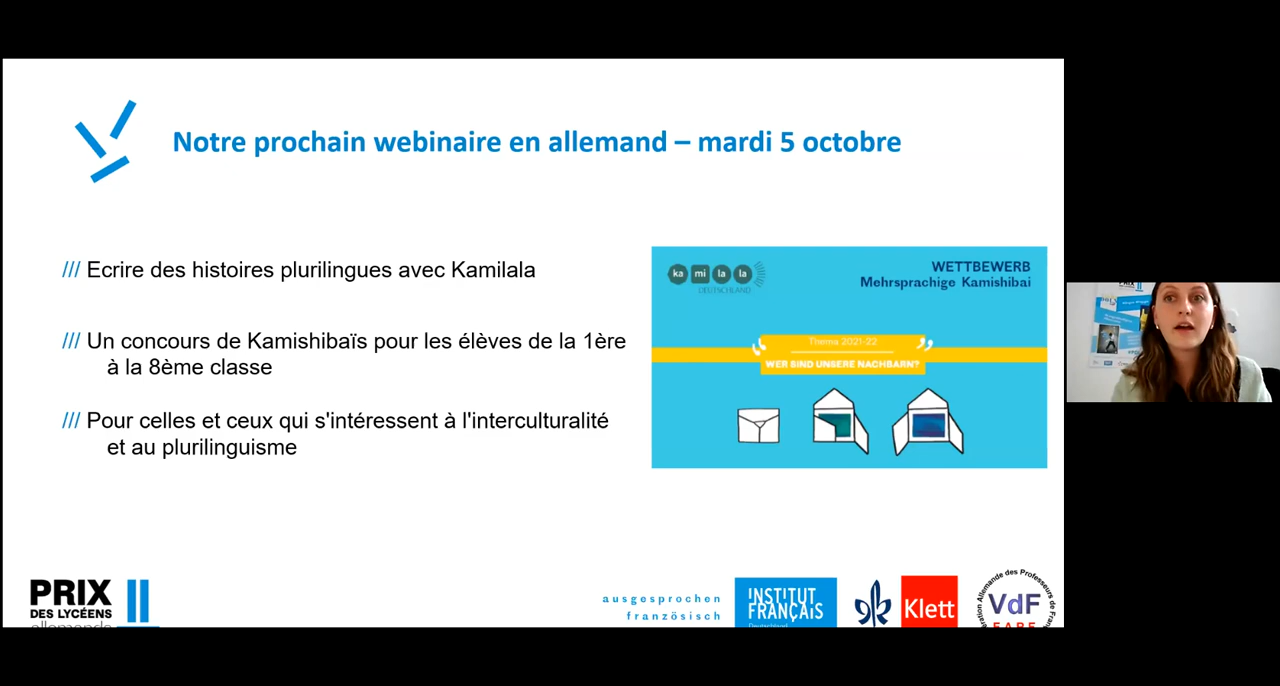 Notre prochain webinaire en allemand – mardi 5 octobre
/// Ecrire des histoires plurilingues avec Kamilala
/// Un concours de Kamishibaïs pour les élèves de la 1ère
à la 8ème classe
/// Pour celles et ceux qui s'intéressent à l'interculturalité
et au plurilinguisme
ka mi la la
DEUTSCHLAND
WETTBEWERB
Mehrsprachige Kamishibai
Thema 2021-22
WER SIND UNSERE NACHBARN?
PRIX
PRIX
DES LYCÉENS
allemands
ausgesprochen
französisch
INSTITUT
FRANÇAIS
Deutschland
Klett
VdF